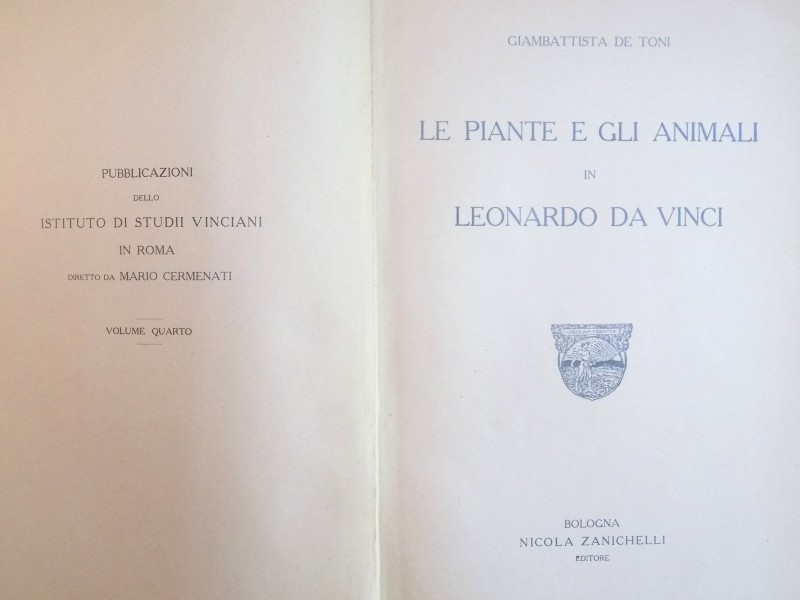 PUBBLICAZIONI
DELLO
ISTITUTO DI STUDII VINCIANI
IN ROMA
DIRETTO DA MARIO CERMENATI
VOLUME QUARTO
GIAMBATTISTA DE TONI
LE PIANTE E GLI ANIMALI
IN
LEONARDO DA VINCI
BOLOGNA
NICOLA ZANICHELLI
EDITORE